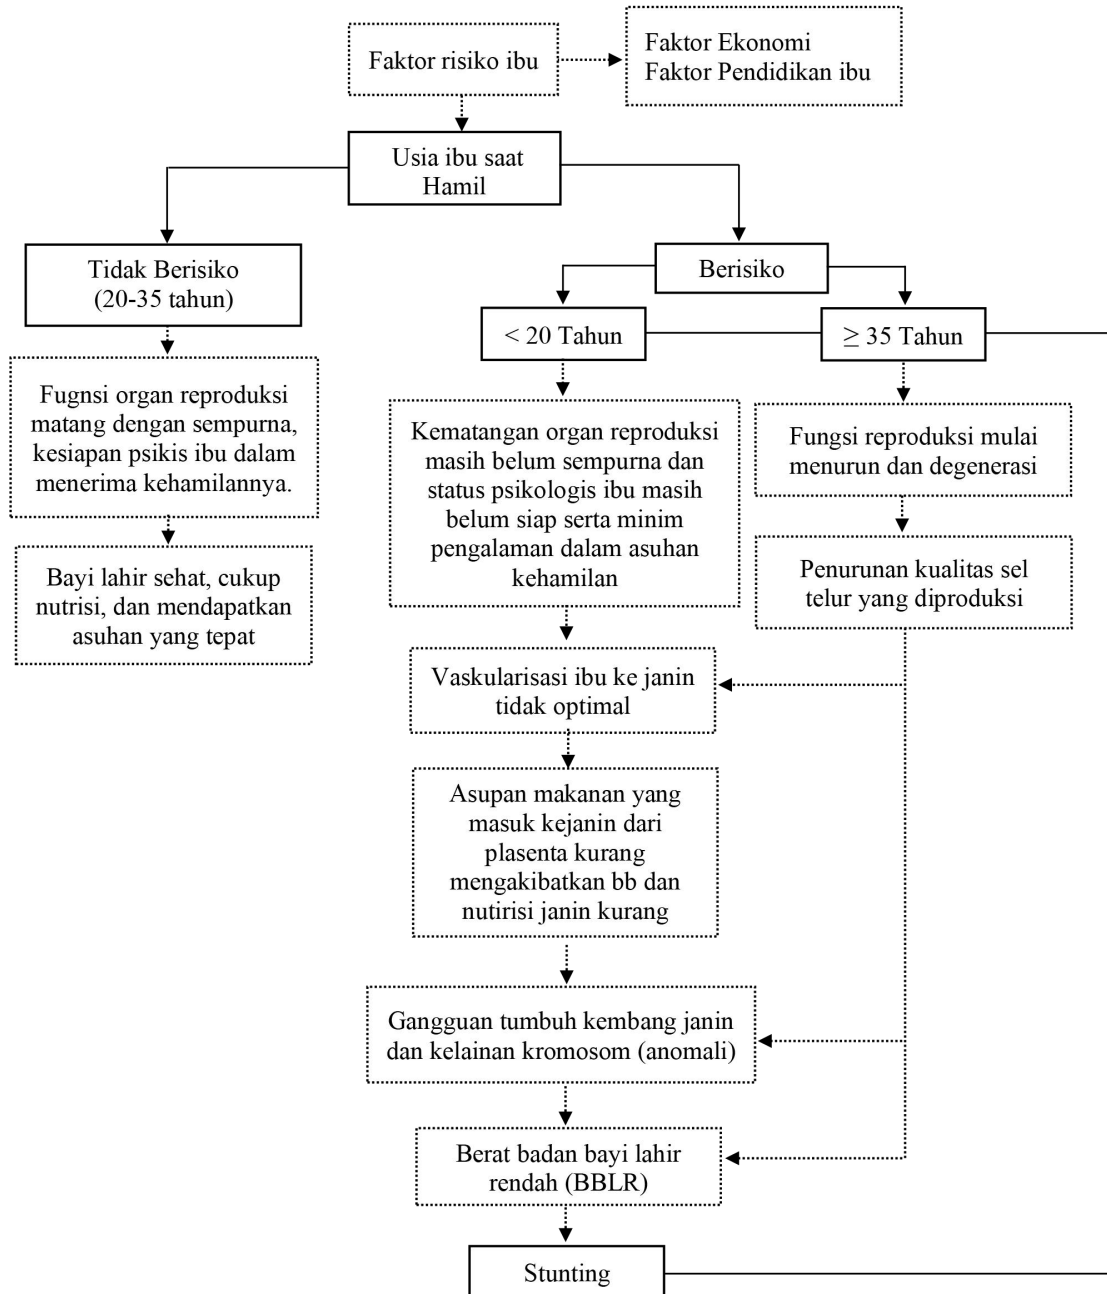 Faktor risiko ibu
Faktor Ekonomi
Faktor Pendidikan ibu
Usia ibu saat
Hamil
Tidak Berisiko
(20-35 tahun)
Berisiko
< 20 Tahun
≥ 35 Tahun
Fugnsi organ reproduksi
matang dengan sempurna,
kesiapan psikis ibu dalam
menerima kehamilannya.
Kematangan organ reproduksi
masih belum sempurna dan
status psikologis ibu masih
belum siap serta minim
pengalaman dalam asuhan
kehamilan
Fungsi reproduksi mulai
menurun dan degenerasi
Bayi lahir sehat, cukup
nutrisi, dan mendapatkan
asuhan yang tepat
Penurunan kualitas sel
telur yang diproduksi
Vaskularisasi ibu ke janin
tidak optimal
Asupan makanan yang
masuk kejanin dari
plasenta kurang
mengakibatkan bb dan
nutirisi janin kurang
Gangguan tumbuh kembang janin
dan kelainan kromosom (anomali)
Berat badan bayi lahir
rendah (BBLR)
Stunting